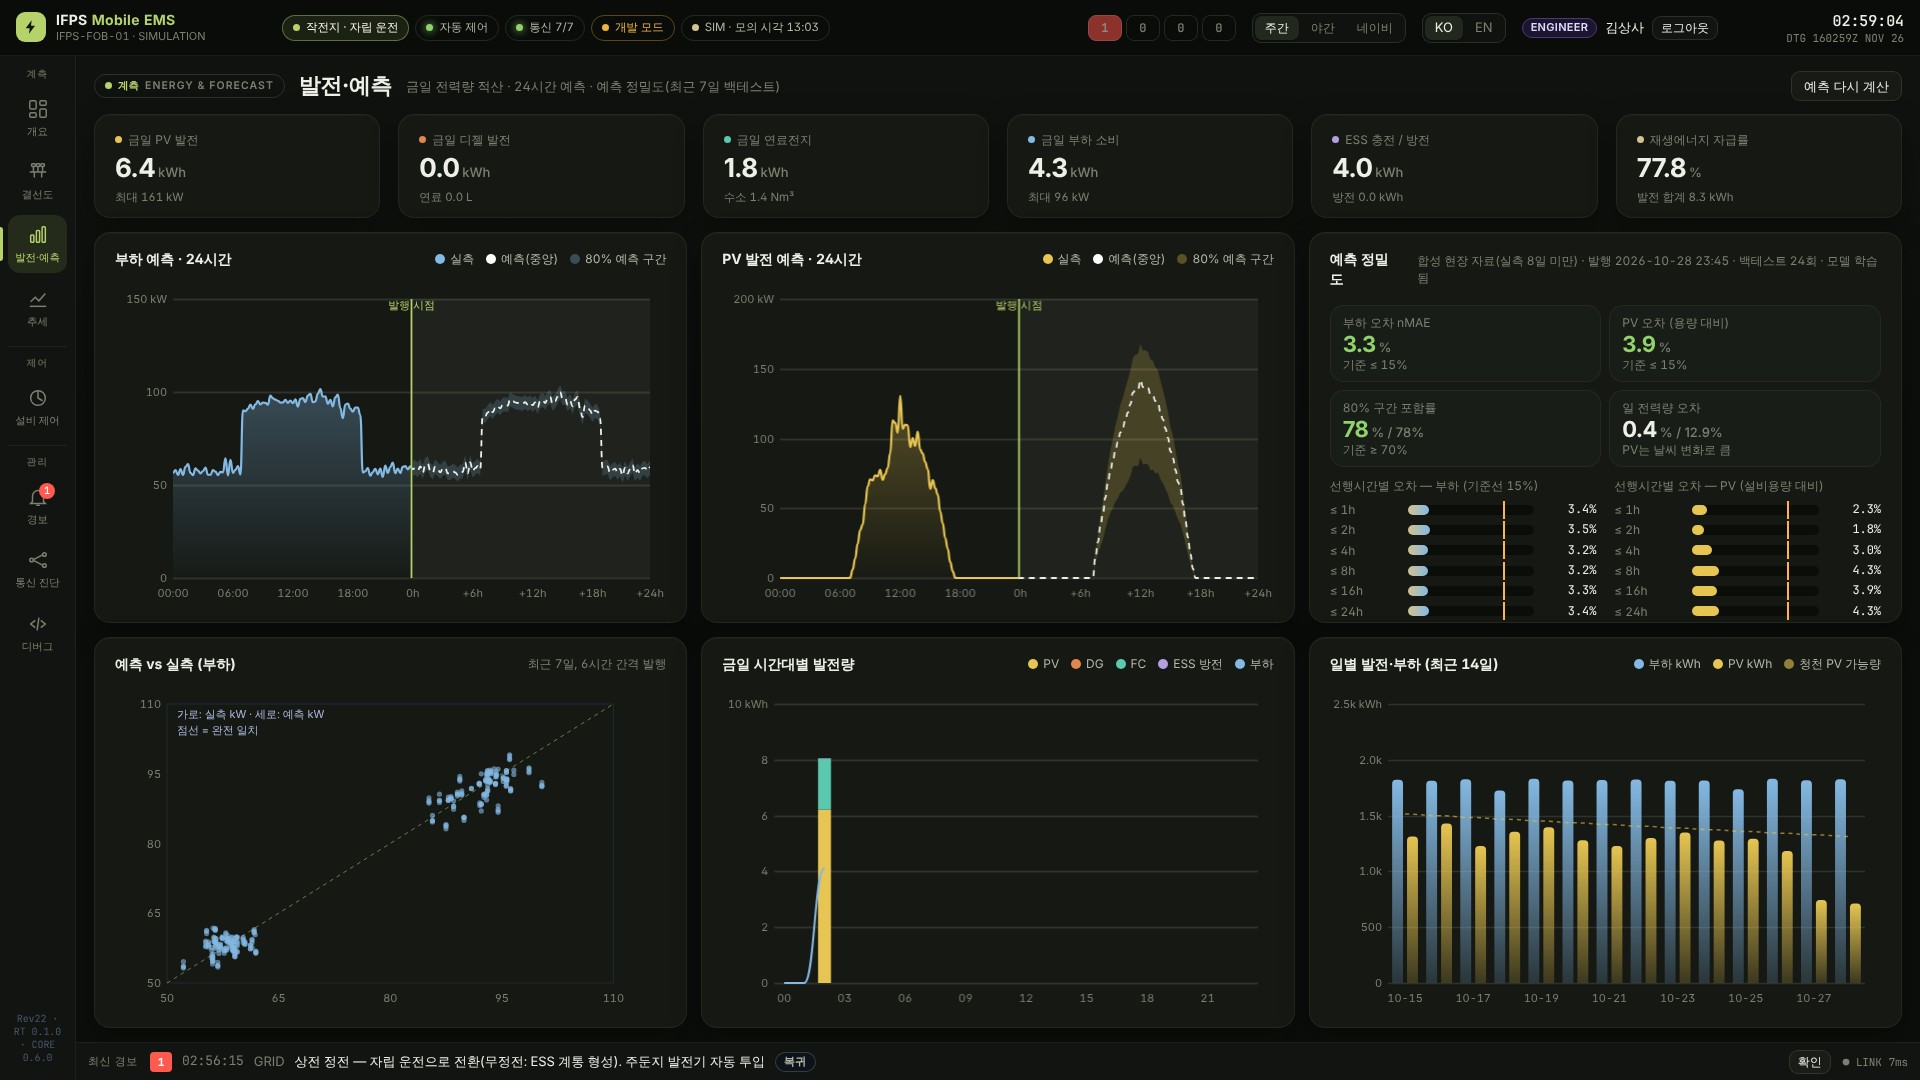 IFPS Mobile EMS
IFPS-FOB-01 · SIMULATION
작전지 · 자립 운전
자동 제어
통신 7/7
개발 모드
SIM · 모의 시각 13:03
1 0 0 0
주간 야간 네이비
KO EN
ENGINEER 김상사 로그아웃
02:59:04
DTG 160259Z NOV 26
계측
개요
결선도
발전·예측
추세
제어
설비 제어
관리
1
경보
통신 진단
디버그
Rev22 ·
RT 0.1.0
· CORE
0.6.0
계측 ENERGY & FORECAST
발전·예측
금일 전력량 적산 · 24시간 예측 · 예측 정밀도(최근 7일 백테스트)
예측 다시 계산
금일 PV 발전
6.4 kWh
최대 161 kW
금일 디젤 발전
0.0 kWh
연료 0.0 L
금일 연료전지
1.8 kWh
수소 1.4 Nm³
금일 부하 소비
4.3 kWh
최대 96 kW
ESS 충전 / 방전
4.0 kWh
방전 0.0 kWh
재생에너지 자급률
77.8 %
발전 합계 8.3 kWh
부하 예측 · 24시간
실측 예측(중앙) 80% 예측 구간
발행 시점
150 kW
100
50
0
00:00 06:00 12:00 18:00 0h +6h +12h +18h +24h
PV 발전 예측 · 24시간
실측 예측(중앙) 80% 예측 구간
발행 시점
200 kW
150
100
50
0
00:00 06:00 12:00 18:00 0h +6h +12h +18h +24h
예측 정밀
도
합성 현장 자료(실측 8일 미만) · 발행 2026-10-28 23:45 · 백테스트 24회 · 모델 학습
됨
부하 오차 nMAE
3.3 %
기준 ≤ 15%
PV 오차 (용량 대비)
3.9 %
기준 ≤ 15%
80% 구간 포함률
78 % / 78%
기준 ≥ 70%
일 전력량 오차
0.4 % / 12.9%
PV는 날씨 변화로 큼
선행시간별 오차 — 부하 (기준선 15%)
≤ 1h 3.4%
≤ 2h 3.5%
≤ 4h 3.2%
≤ 8h 3.2%
≤ 16h 3.3%
≤ 24h 3.4%
선행시간별 오차 — PV (설비용량 대비)
≤ 1h 2.3%
≤ 2h 1.8%
≤ 4h 3.0%
≤ 8h 4.3%
≤ 16h 3.9%
≤ 24h 4.3%
예측 vs 실측 (부하)
최근 7일, 6시간 간격 발행
가로: 실측 kW · 세로: 예측 kW
점선 = 완전 일치
110
95
80
65
50
50 65 80 95 110
금일 시간대별 발전량
PV DG FC ESS 방전 부하
10 kWh
8
6
4
2
0
00 03 06 09 12 15 18 21
일별 발전·부하 (최근 14일)
부하 kWh PV kWh 청천 PV 가능량
2.5k kWh
2.0k
1.5k
1.0k
500
0
10-15 10-17 10-19 10-21 10-23 10-25 10-27
최신 경보 1 02:56:15 GRID 상전 정전 — 자립 운전으로 전환(무정전: ESS 계통 형성). 주둔지 발전기 자동 투입 복귀
확인 LINK 7ms